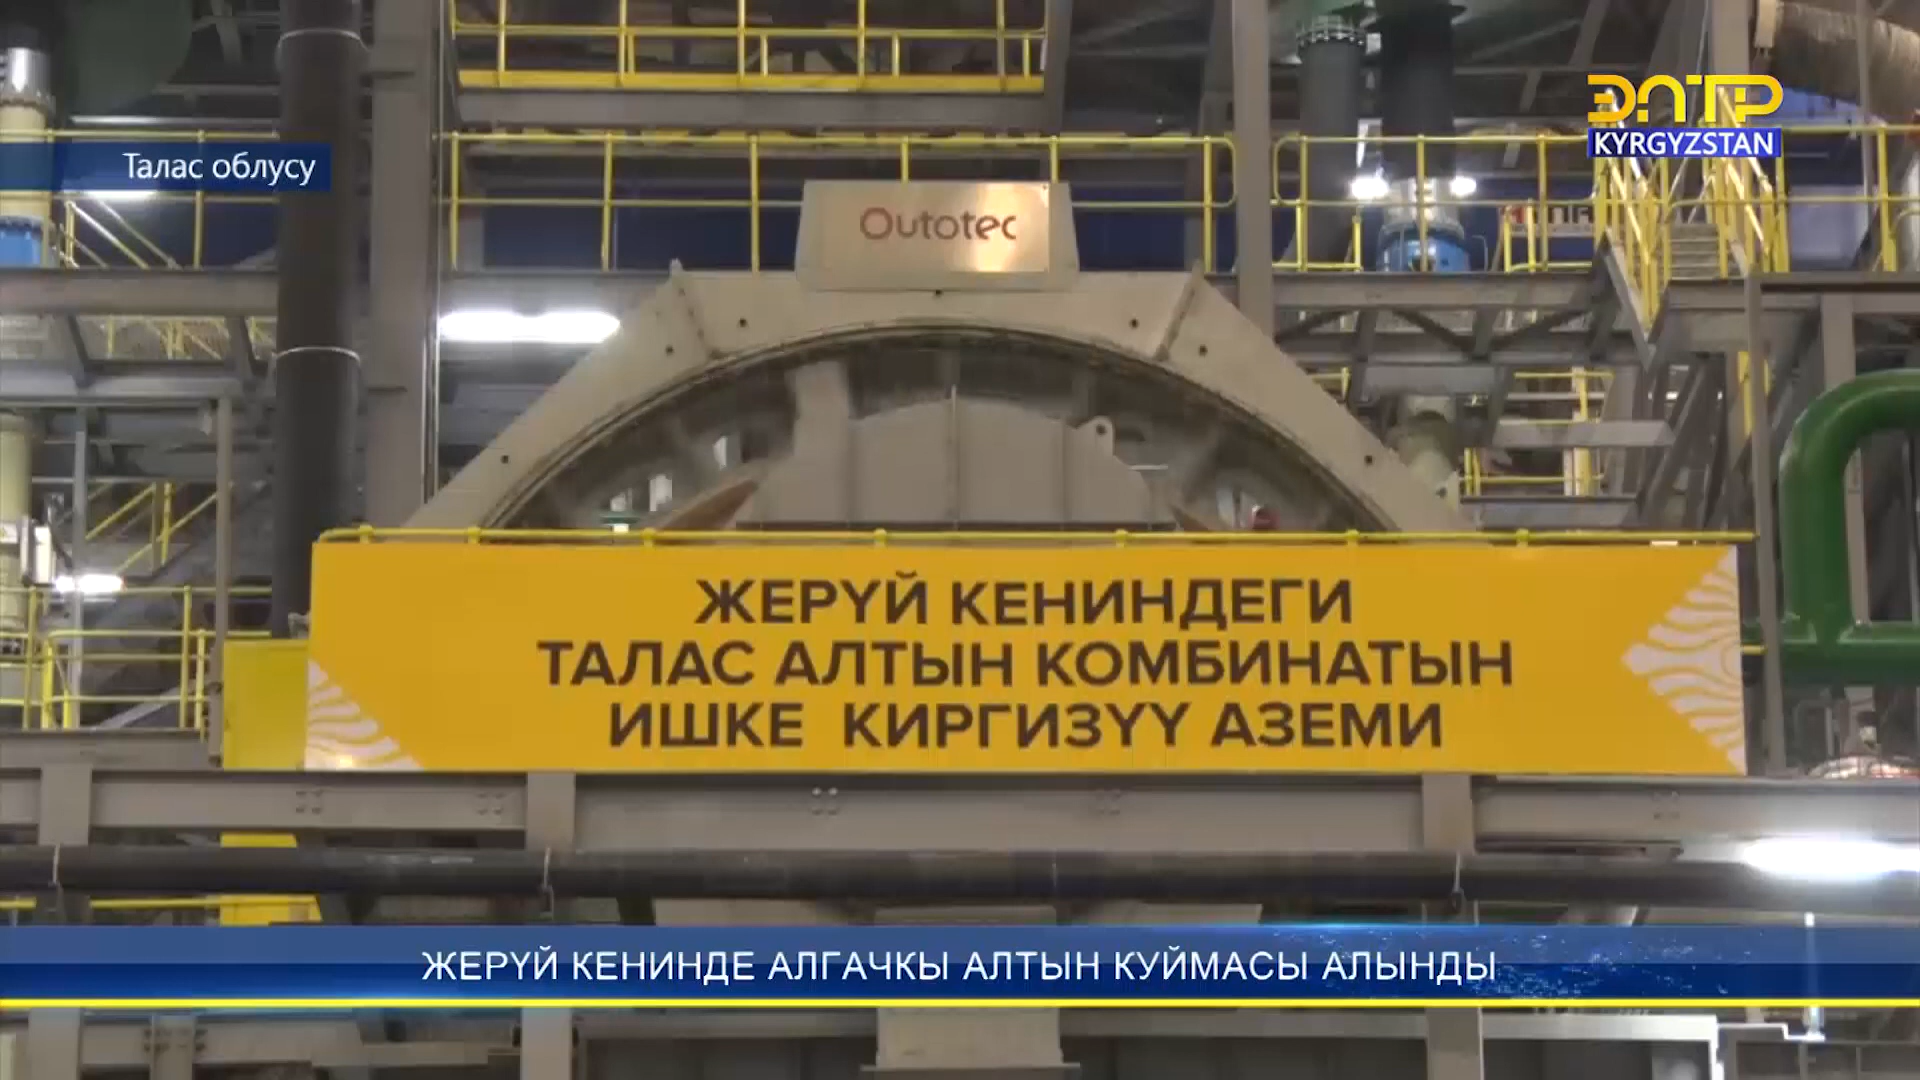 ЭЛТР
KYRGYZSTAN
Талас облусу
Outotec
ЖЕРҮЙ КЕНИНДЕГИ
ТАЛАС АЛТЫН КОМБИНАТЫН
ИШКЕ КИРГИЗҮҮ АЗЕМИ
ЖЕРҮЙ КЕНИНДЕ АЛГАЧКЫ АЛТЫН КУЙМАСЫ АЛЫНДЫ